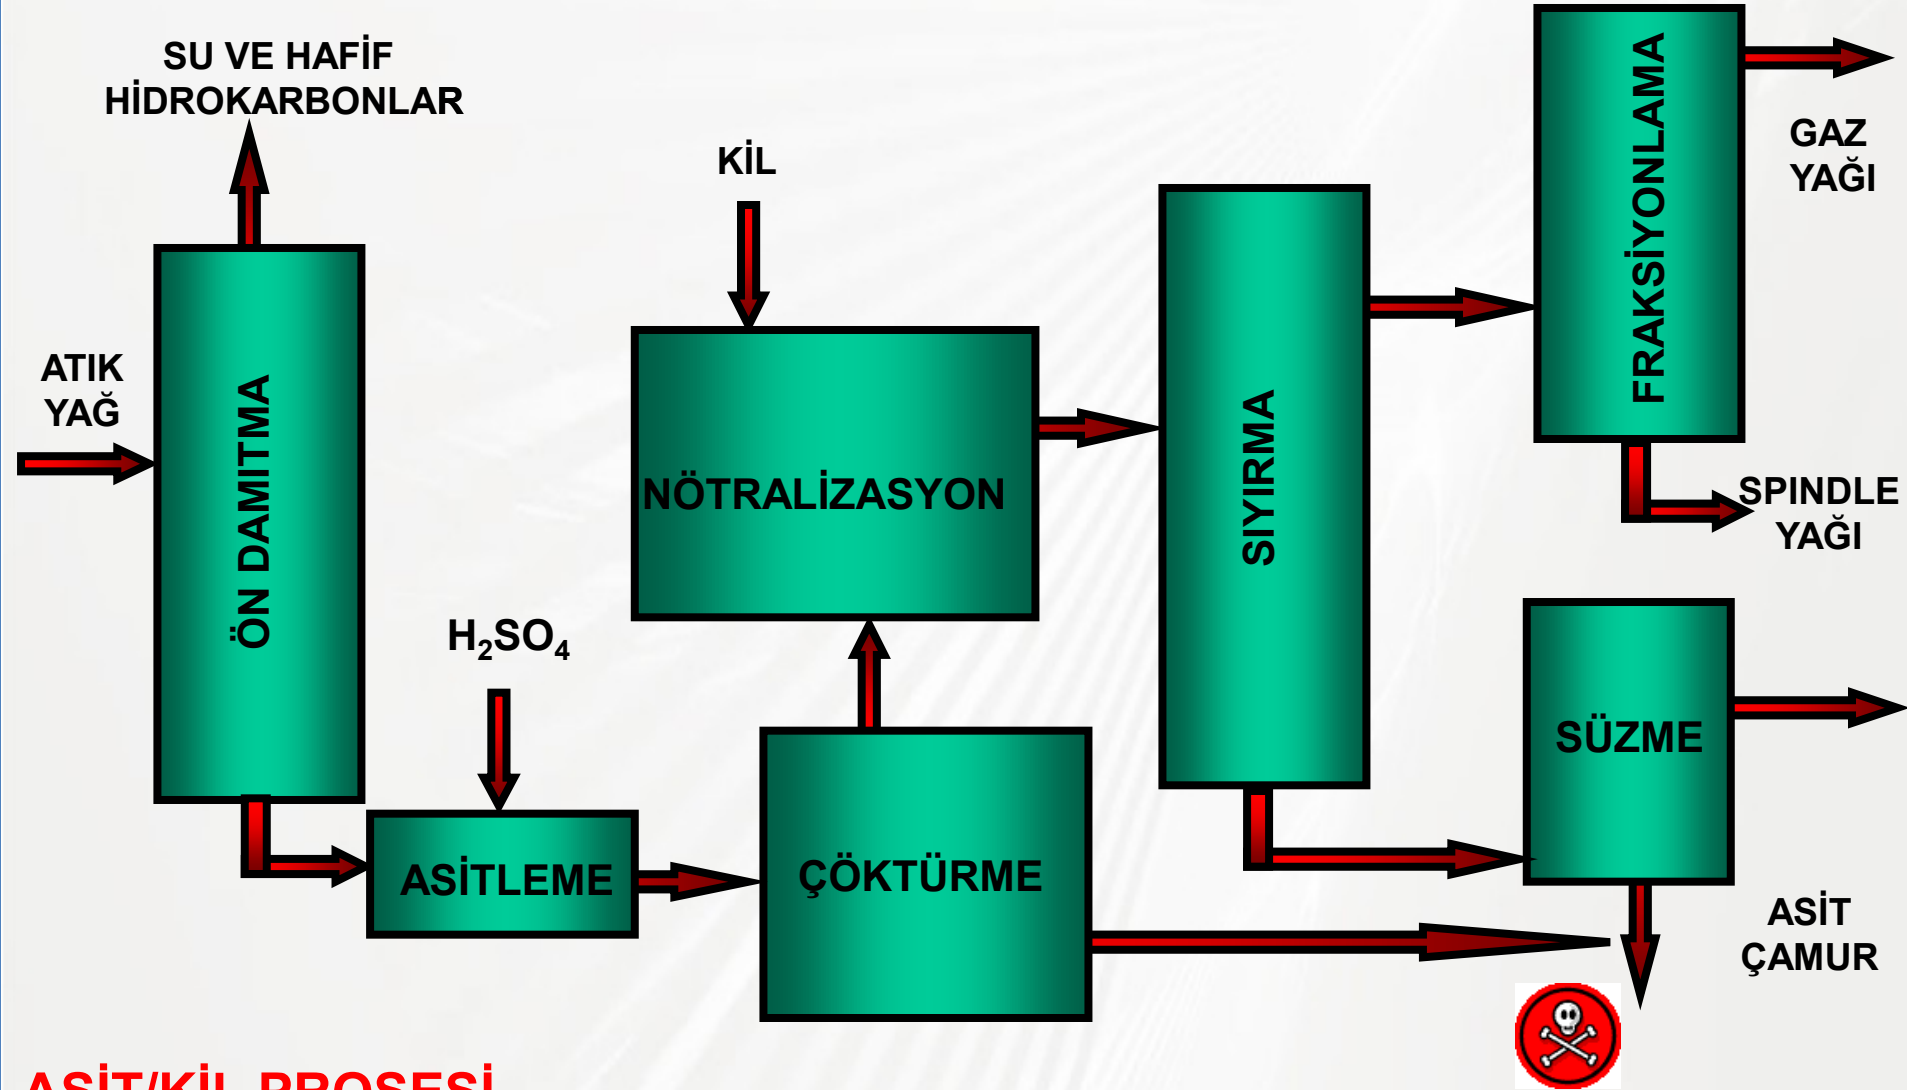 SU VE HAFİF
HİDROKARBONLAR
ATIK
YAĞ
ÖN DAMITMA
H₂SO₄
ASİTLEME
KİL
NÖTRALİZASYON
ÇÖKTÜRME
SIYIRMA
FRAKSİYONLAMA
GAZ
YAĞI
SPINDLE
YAĞI
SÜZME
ASİT
ÇAMUR
ASİT/KİL PROSESİ